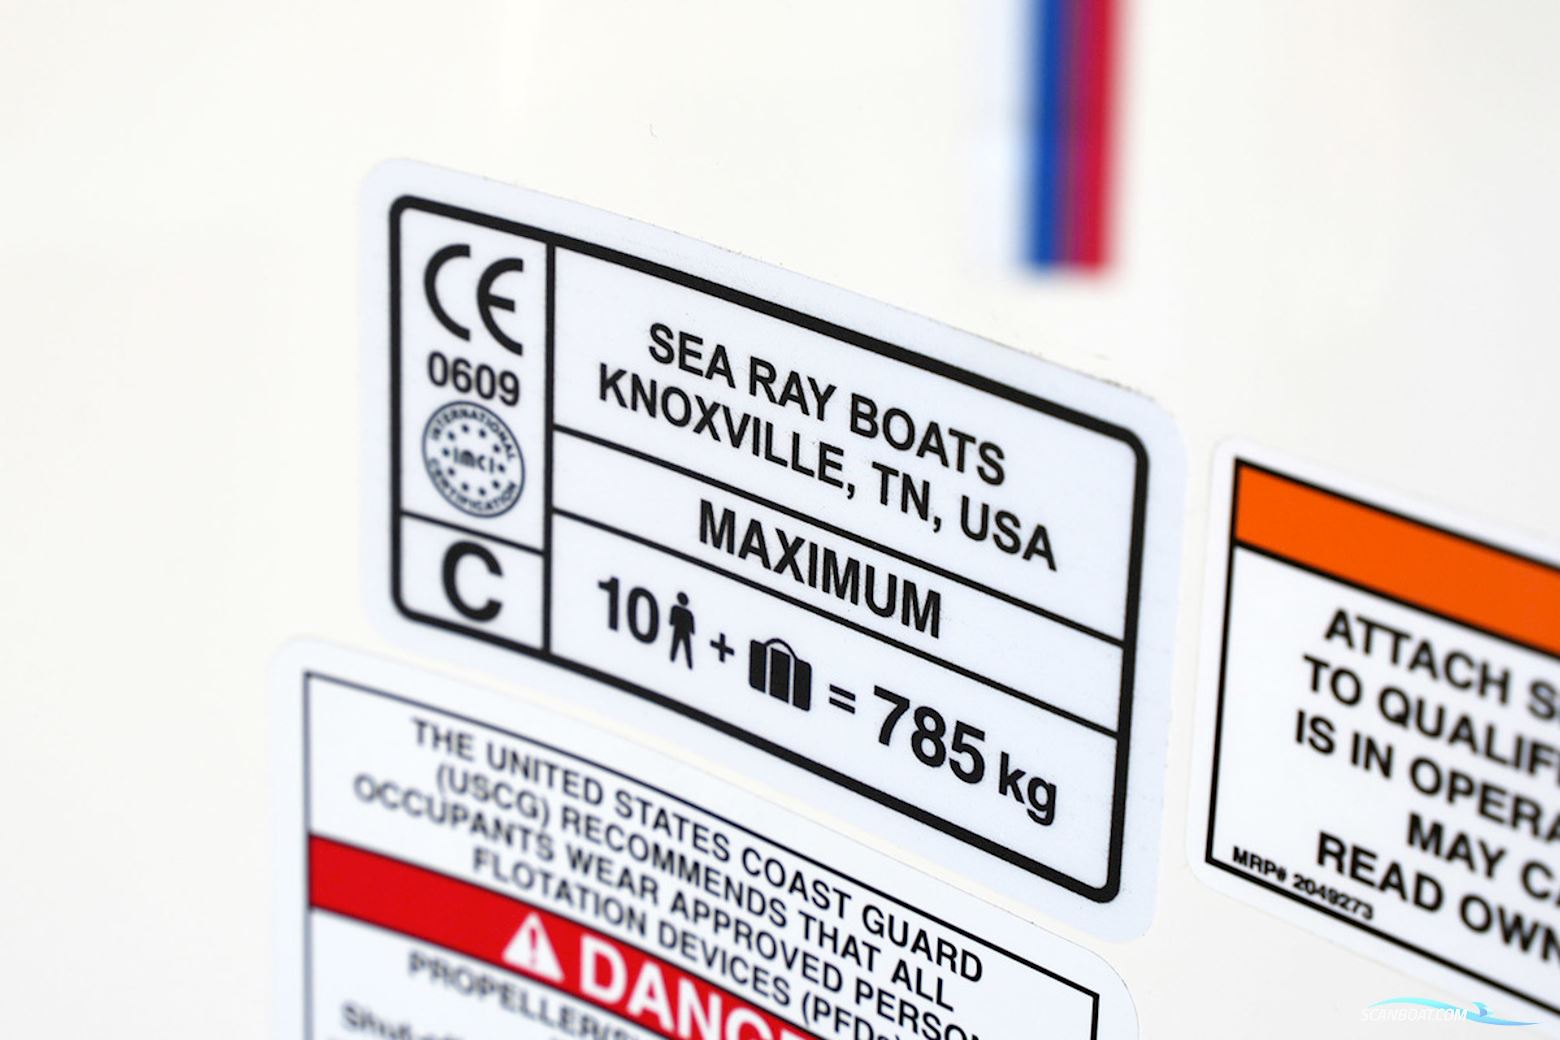 CE
0609
INTERNATIONAL
IMCI
CERTIFICATION
C
SEA RAY BOATS
KNOXVILLE, TN, USA
MAXIMUM
10 + = 785 kg
THE UNITED STATES COAST GUARD
(USCG) RECOMMENDS THAT ALL
OCCUPANTS WEAR APPROVED PERSON
FLOTATION DEVICES (PFDs)
DANGE
PROPELLER/
ATTACH S
TO QUALIF
IS IN OPERA
MAY C
READ OWN
MRP# 2049273
SCANBOAT.COM